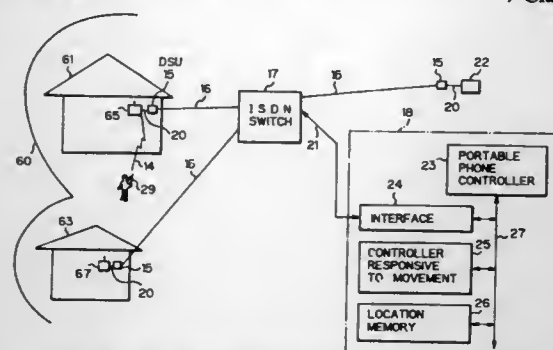 7 Cla
61
DSU
15
65
20
16
17
ISDN
SWITCH
16
15
22
20
21
18
60
14
29
23
PORTABLE
PHONE
CONTROLLER
24
INTERFACE
16
63
25
27
CONTROLLER
RESPONSIVE
TO MOVEMENT
67
15
20
26
LOCATION
MEMORY